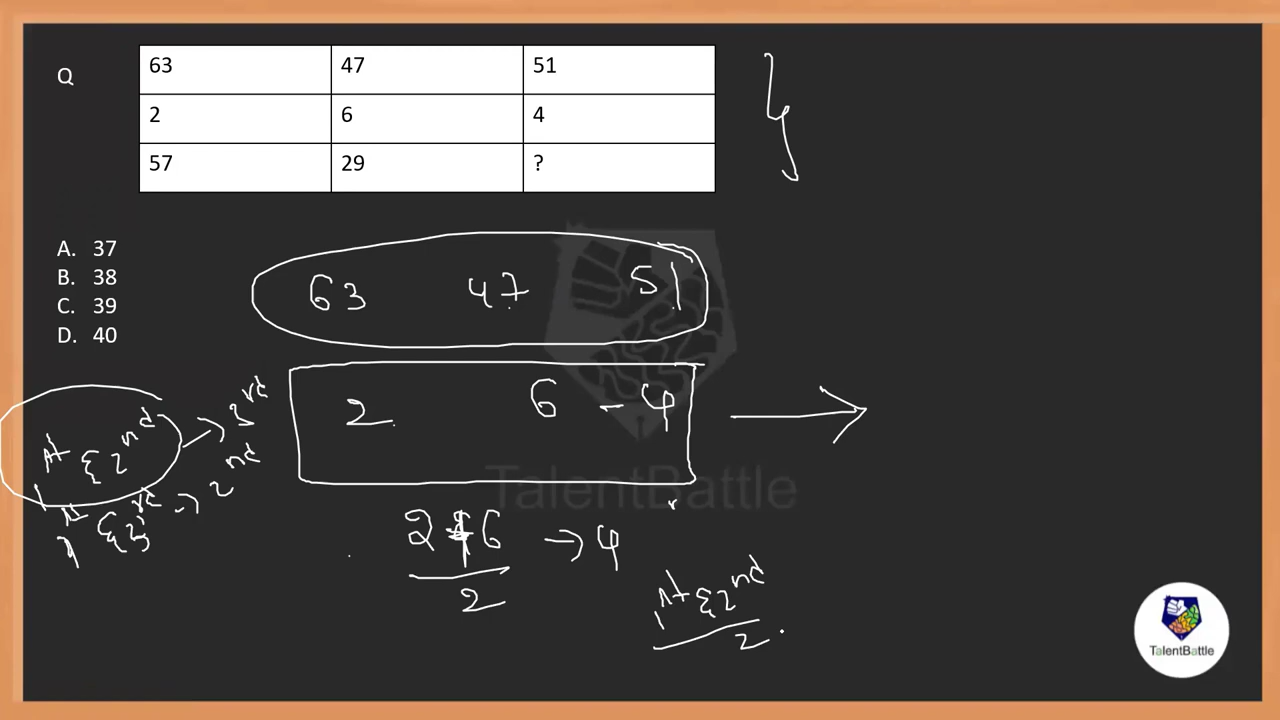 Q
63 47 51
2 6 4
57 29 ?
A. 37
B. 38
C. 39
D. 40
63 47 51
2 6 - 4
1st & 2nd → 3rd
1st & 3rd → 2nd
2 + 6 → 4
2
1st & 2nd
2
TalentBattle
TalentBattle